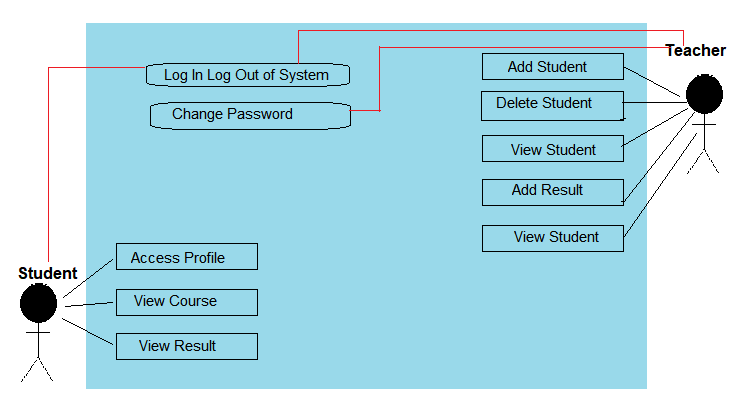 Teacher
Log In Log Out of System
Add Student
Change Password
Delete Student
View Student
Add Result
View Student
Student
Access Profile
View Course
View Result